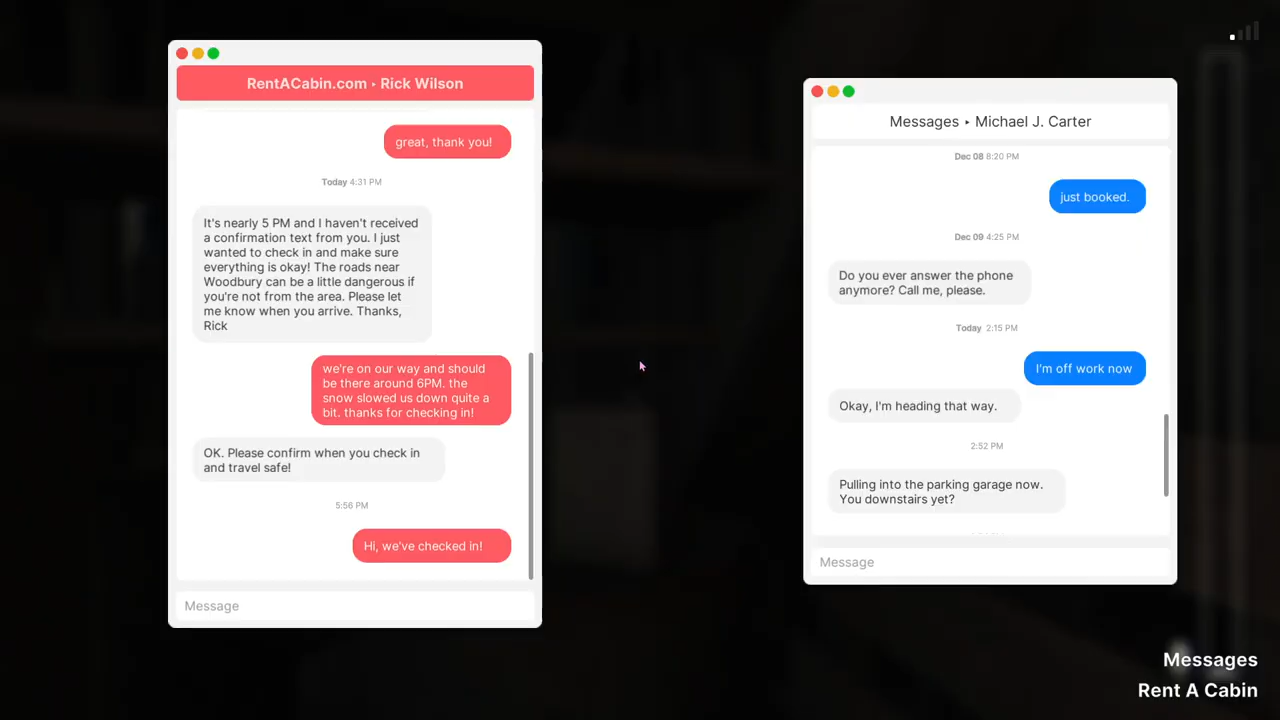 RentACabin.com ▸ Rick Wilson
great, thank you!
Today 4:31 PM
It's nearly 5 PM and I haven't received
a confirmation text from you. I just
wanted to check in and make sure
everything is okay! The roads near
Woodbury can be a little dangerous if
you're not from the area. Please let
me know when you arrive. Thanks,
Rick
we're on our way and should
be there around 6PM. the
snow slowed us down quite a
bit. thanks for checking in!
OK. Please confirm when you check in
and travel safe!
5:56 PM
Hi, we've checked in!
Message
Messages ▸ Michael J. Carter
Dec 08 8:20 PM
just booked.
Dec 09 4:25 PM
Do you ever answer the phone
anymore? Call me, please.
Today 2:15 PM
I'm off work now
Okay, I'm heading that way.
2:52 PM
Pulling into the parking garage now.
You downstairs yet?
Message
Messages
Rent A Cabin